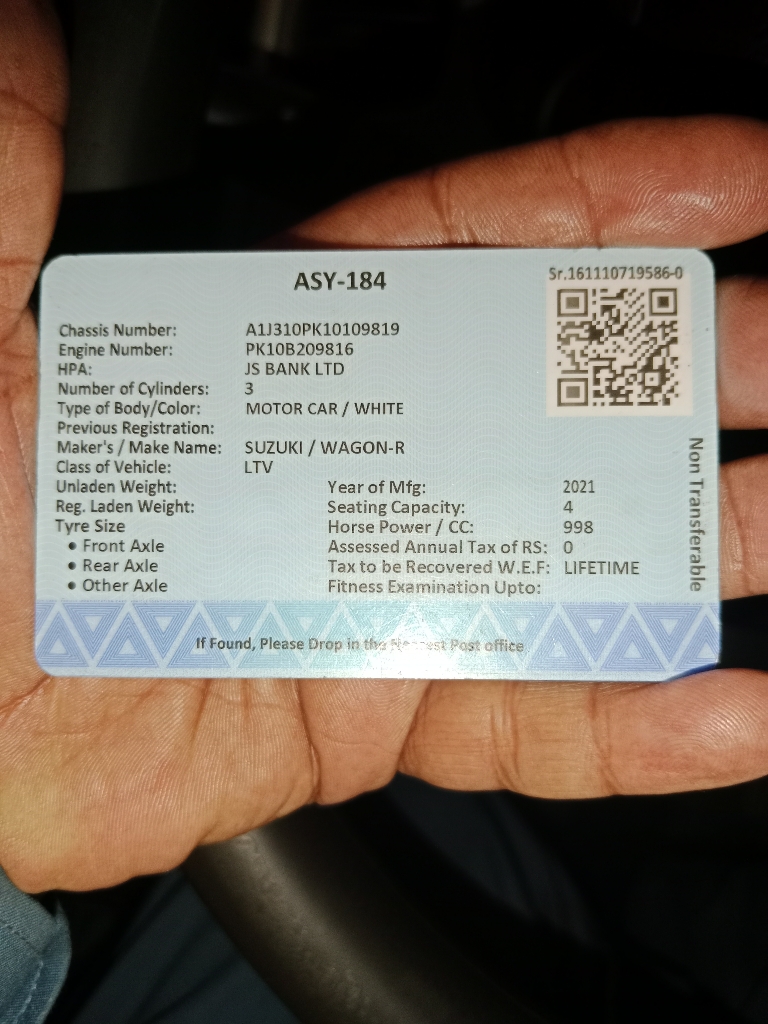 ASY-184
Sr.161110719586-0
Chassis Number: A1J310PK10109819
Engine Number: PK10B209816
HPA: JS BANK LTD
Number of Cylinders: 3
Type of Body/Color: MOTOR CAR / WHITE
Previous Registration:
Maker's / Make Name: SUZUKI / WAGON-R
Class of Vehicle: LTV
Unladen Weight: Year of Mfg: 2021
Reg. Laden Weight: Seating Capacity: 4
Tyre Size Horse Power / CC: 998
• Front Axle Assessed Annual Tax of RS: 0
• Rear Axle Tax to be Recovered W.E.F: LIFETIME
• Other Axle Fitness Examination Upto:
Non Transferable
If Found, Please Drop in the Nearest Post office